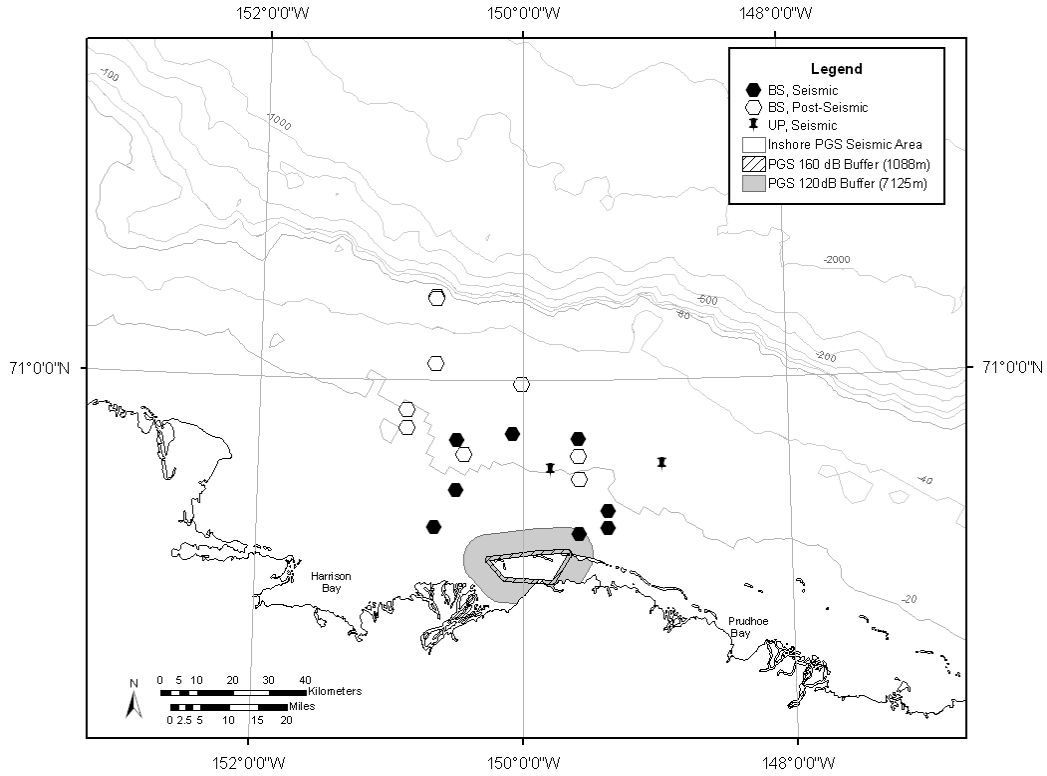 152°0'0"W 150°0'0"W 148°0'0"W
Legend
BS, Seismic
BS, Post-Seismic
UP, Seismic
Inshore PGS Seismic Area
PGS 160 dB Buffer (1088m)
PGS 120dB Buffer (7125m)
-100
-1000
-2000
-500
-60
-200
71°0'0"N 71°0'0"N
-40
-20
Harrison
Bay
Prudhoe
Bay
N
0 5 10 20 30 40
Kilometers
Miles
0 2.5 5 10 15 20
152°0'0"W 150°0'0"W 148°0'0"W